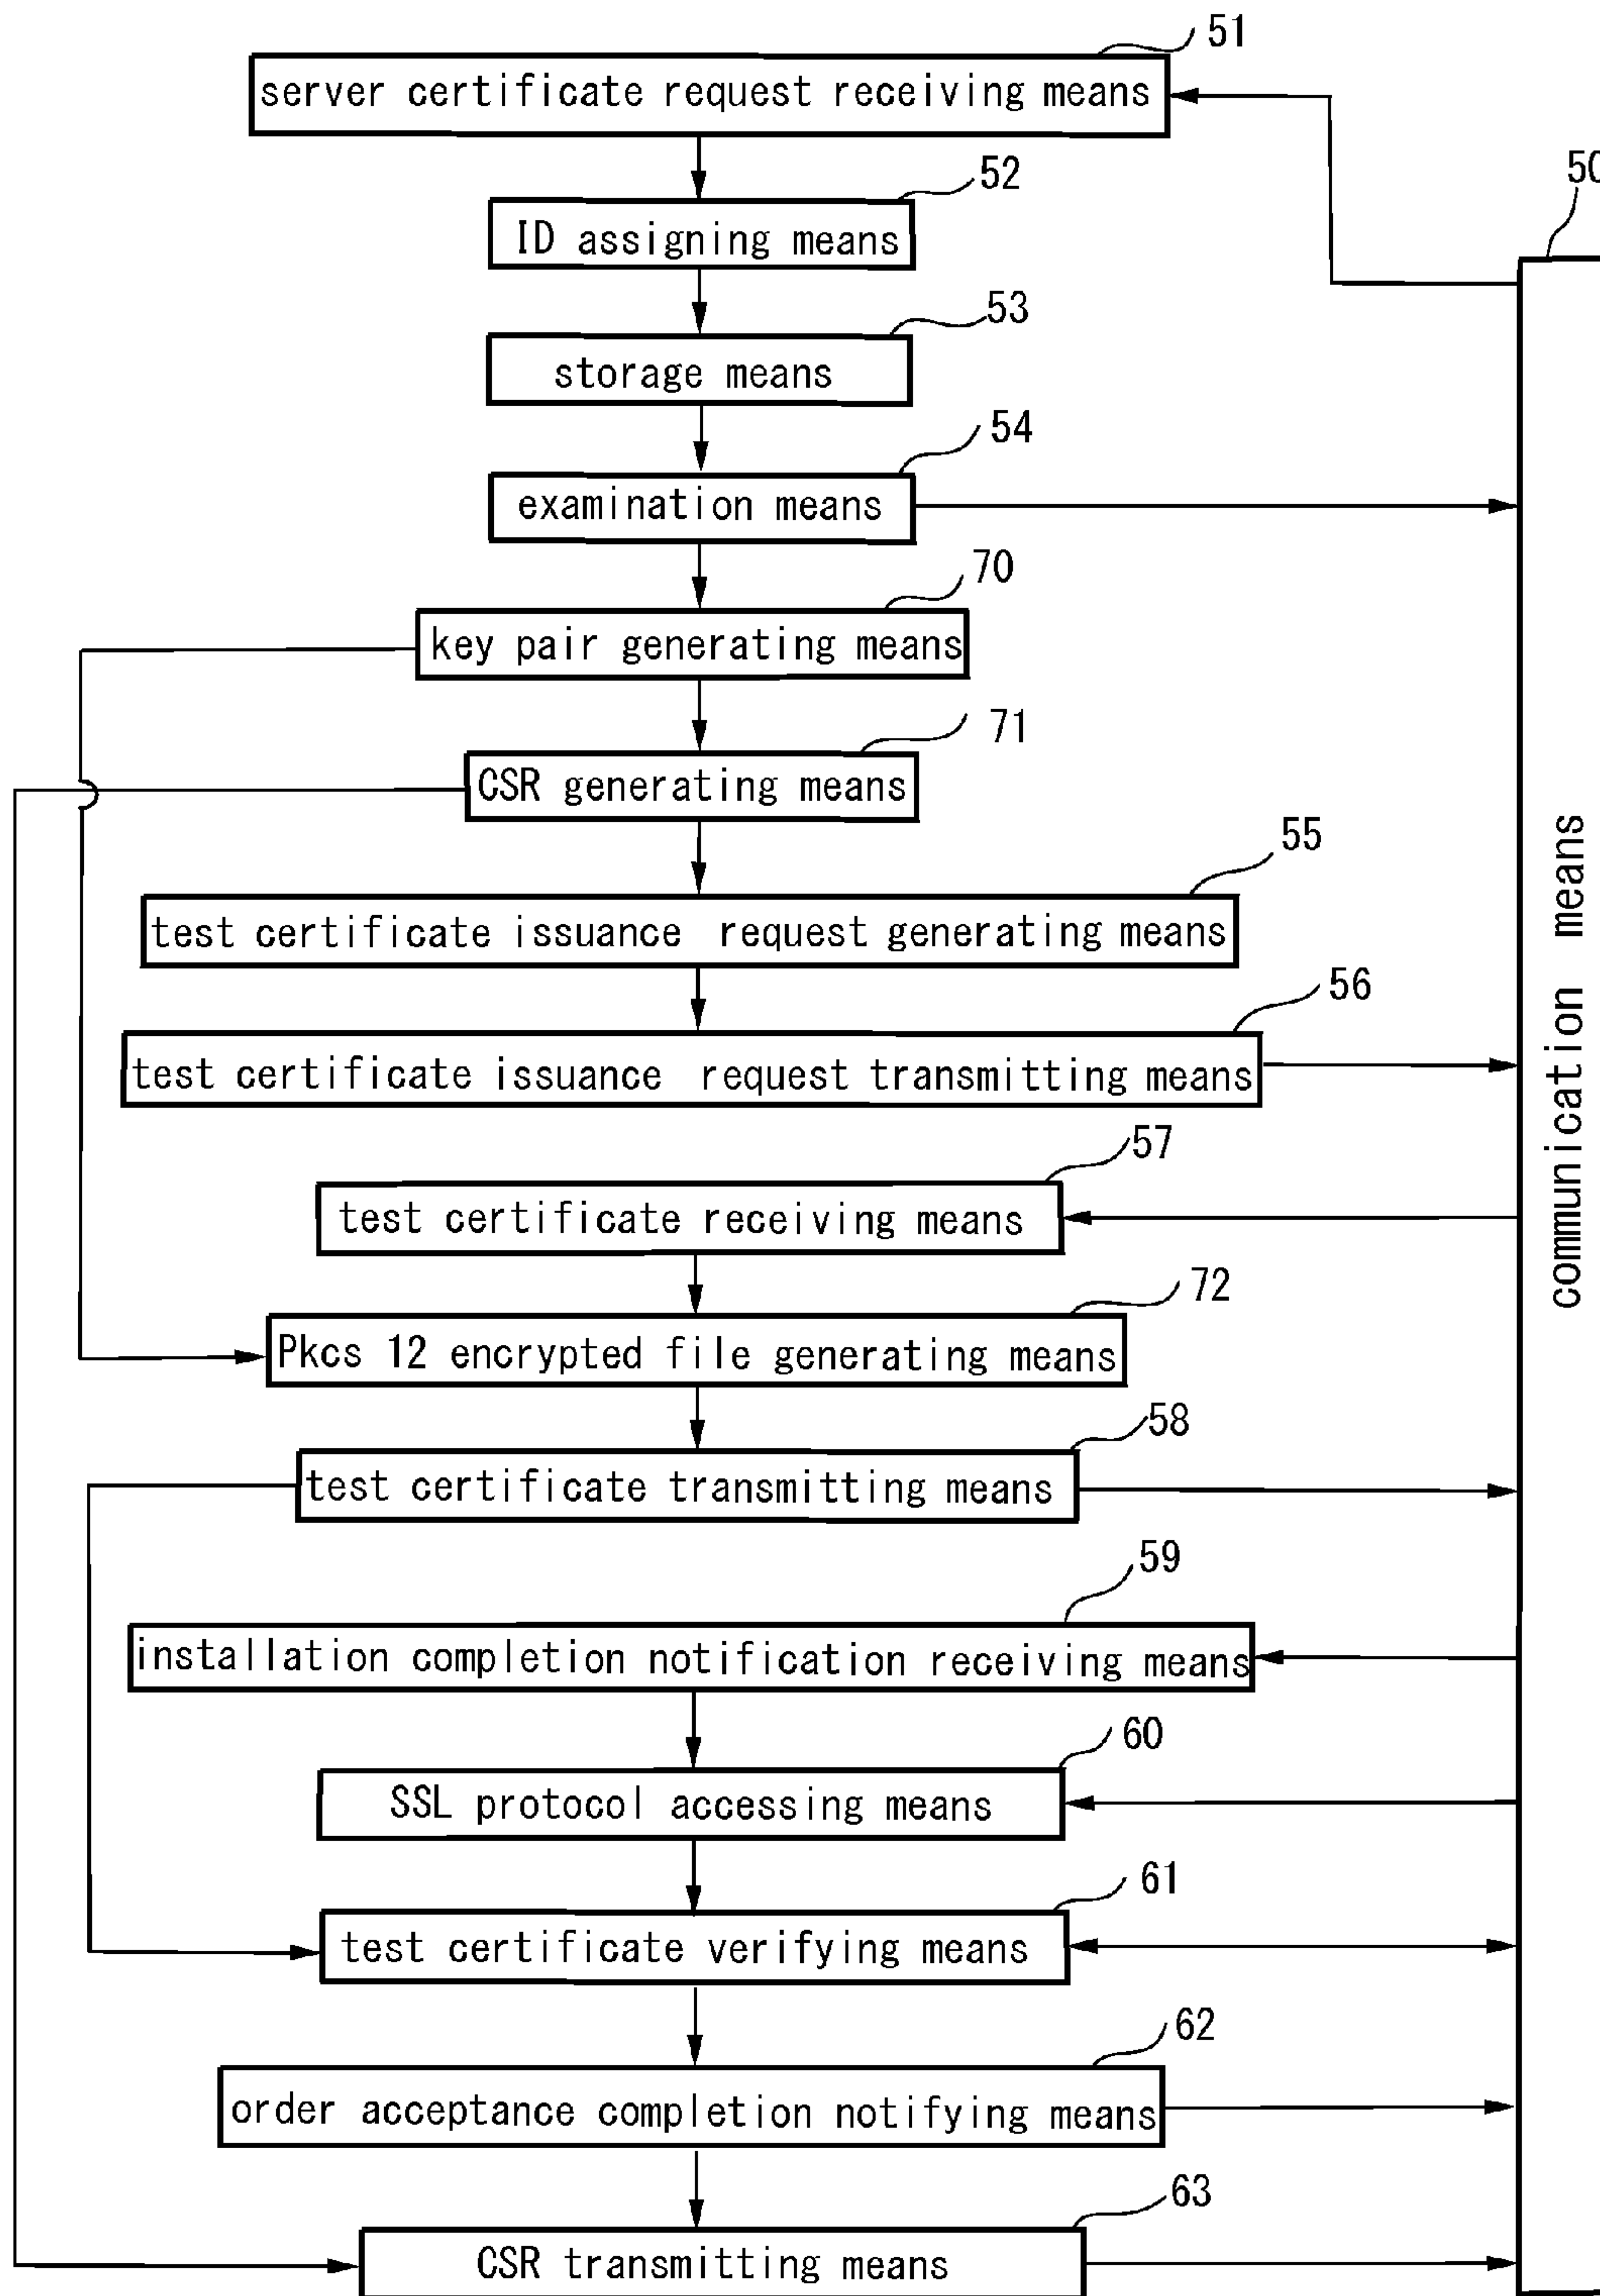 51
server certificate request receiving means
50
52
ID assigning means
53
storage means
54
examination means
70
key pair generating means
71
CSR generating means
55
test certificate issuance request generating means
56
test certificate issuance request transmitting means
communication means
57
test certificate receiving means
72
Pkcs 12 encrypted file generating means
58
test certificate transmitting means
59
installation completion notification receiving means
60
SSL protocol accessing means
61
test certificate verifying means
62
order acceptance completion notifying means
63
CSR transmitting means